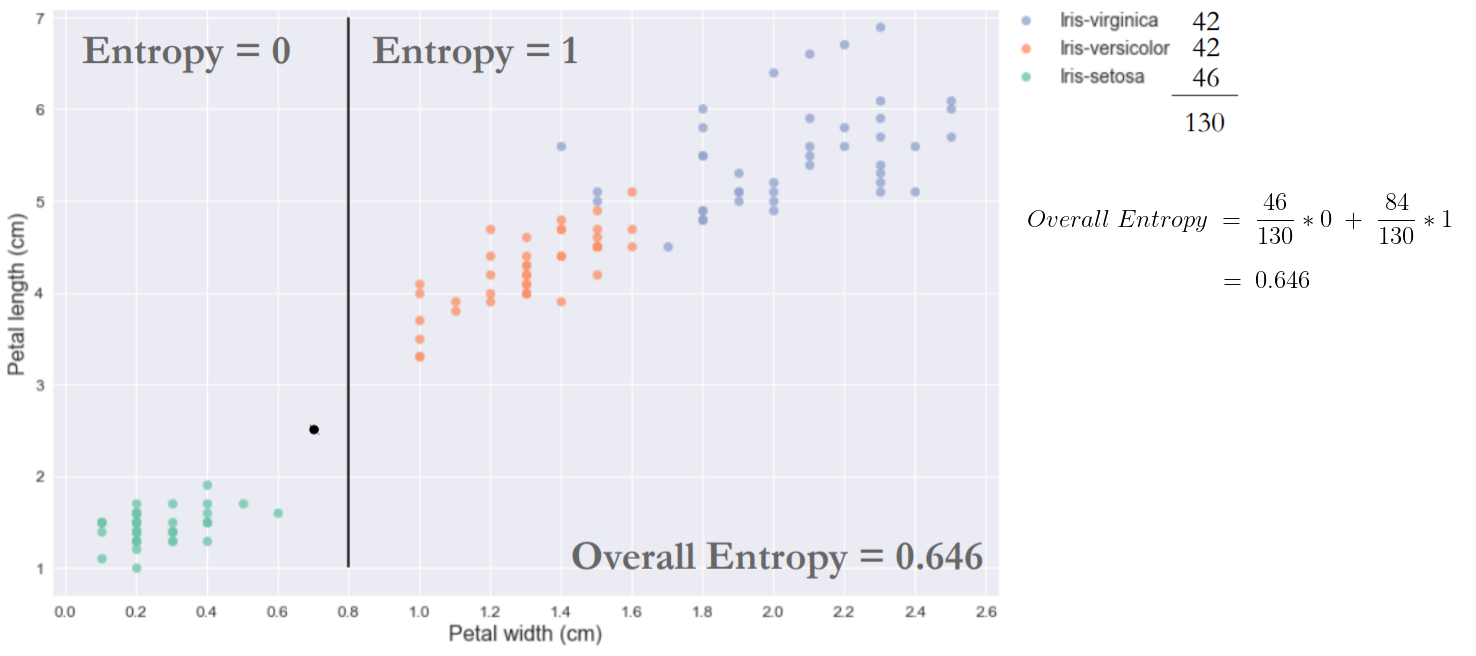 Entropy = 0
Entropy = 1
Overall Entropy = 0.646
Petal length (cm)
7
6
5
4
3
2
1
0.0 0.2 0.4 0.6 0.8 1.0 1.2 1.4 1.6 1.8 2.0 2.2 2.4 2.6
Petal width (cm)
Iris-virginica 42
Iris-versicolor 42
Iris-setosa 46
130
Overall Entropy = 46/130 * 0 + 84/130 * 1
= 0.646